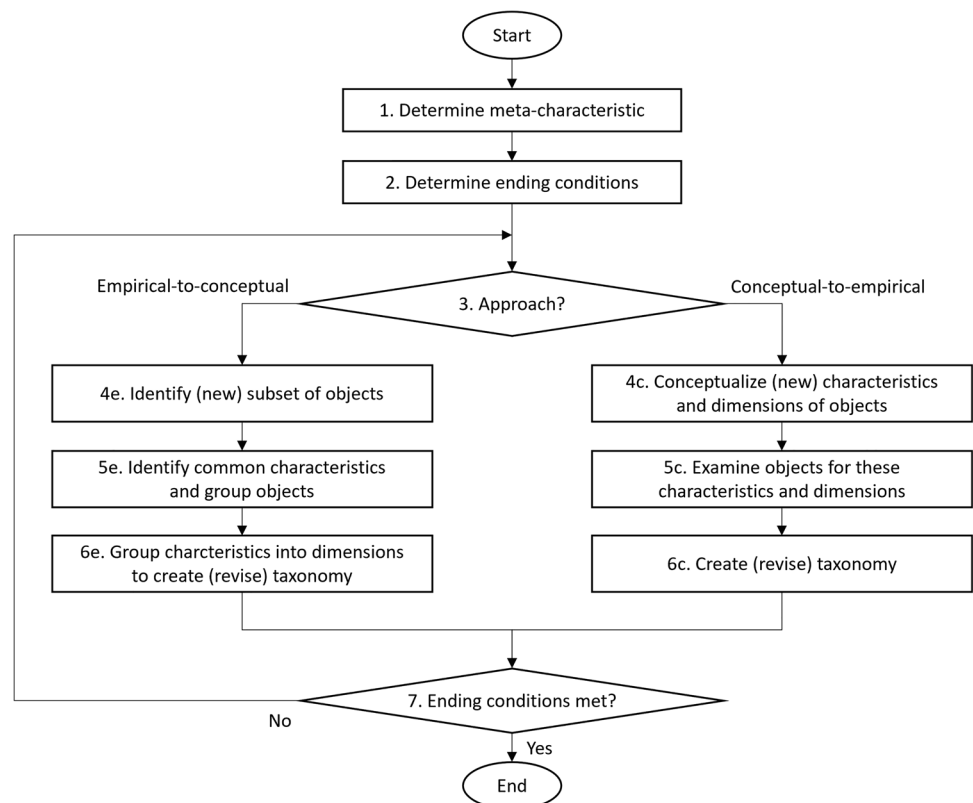 Start
1. Determine meta-characteristic
2. Determine ending conditions
Empirical-to-conceptual
Conceptual-to-empirical
3. Approach?
4e. Identify (new) subset of objects
4c. Conceptualize (new) characteristics
and dimensions of objects
5e. Identify common characteristics
and group objects
5c. Examine objects for these
characteristics and dimensions
6e. Group charcteristics into dimensions
to create (revise) taxonomy
6c. Create (revise) taxonomy
7. Ending conditions met?
No
Yes
End